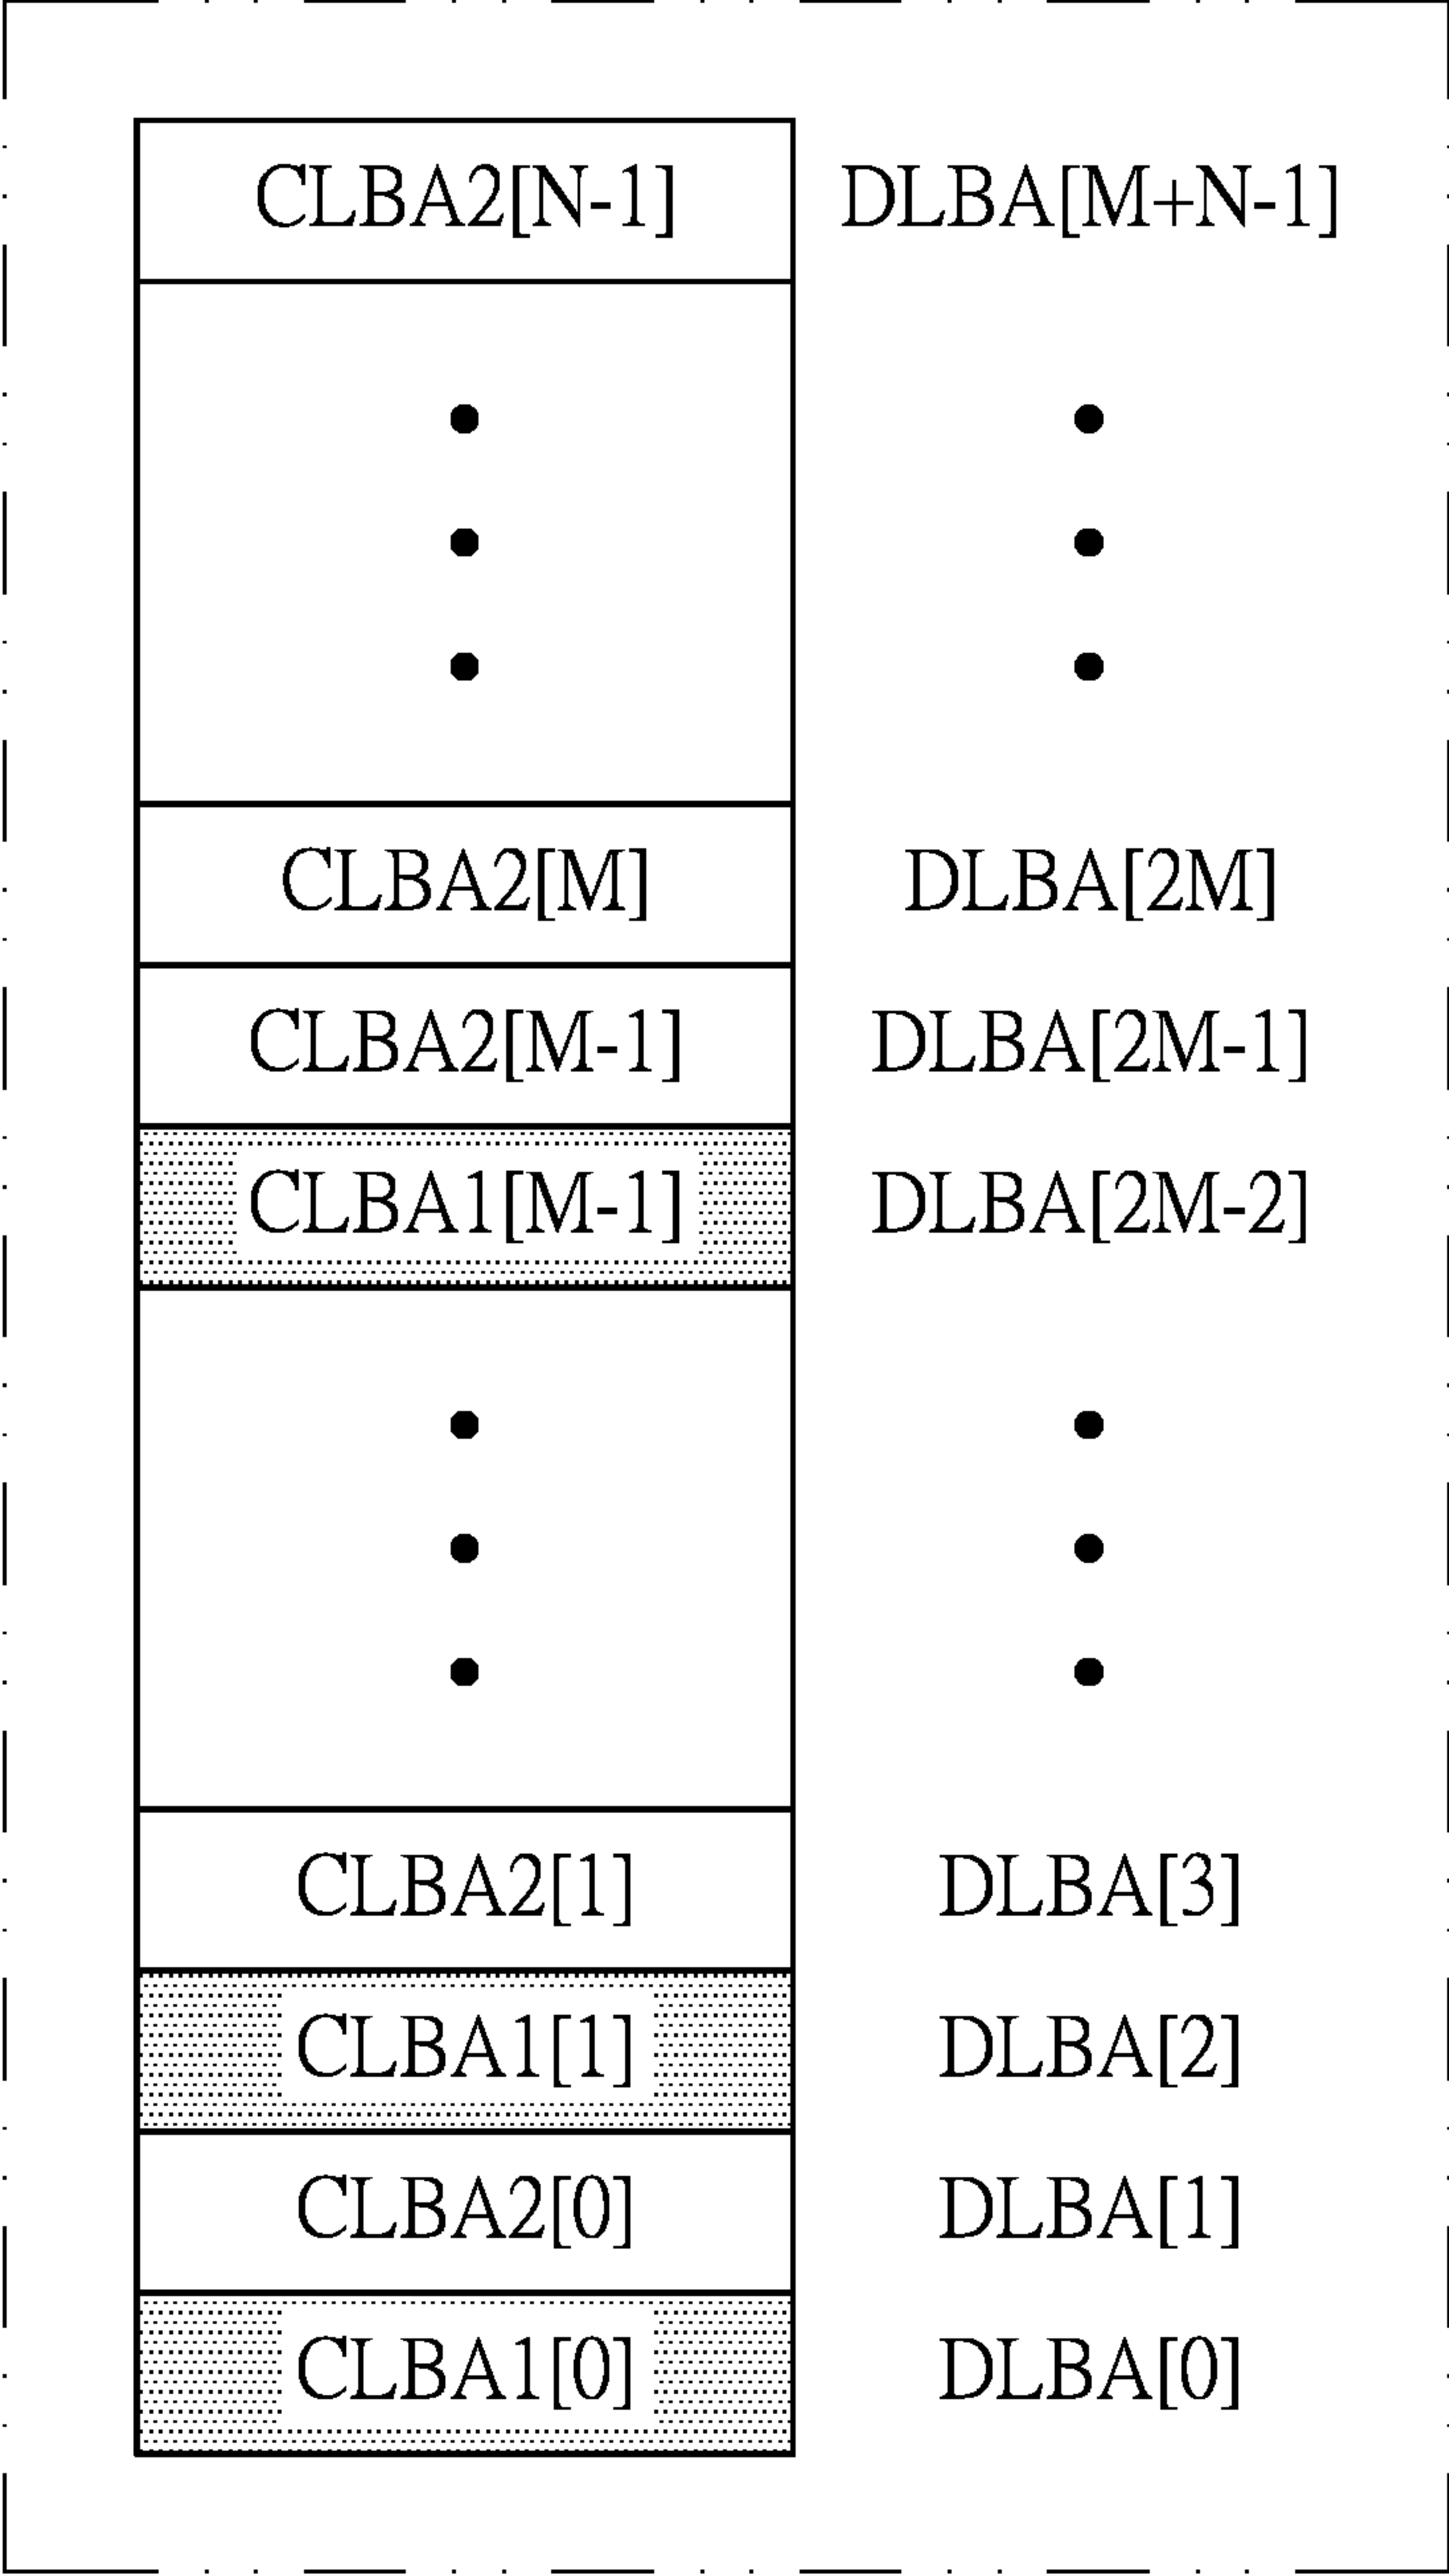 CLBA2[N-1] DLBA[M+N-1]
CLBA2[M] DLBA[2M]
CLBA2[M-1] DLBA[2M-1]
CLBA1[M-1] DLBA[2M-2]
CLBA2[1] DLBA[3]
CLBA1[1] DLBA[2]
CLBA2[0] DLBA[1]
CLBA1[0] DLBA[0]